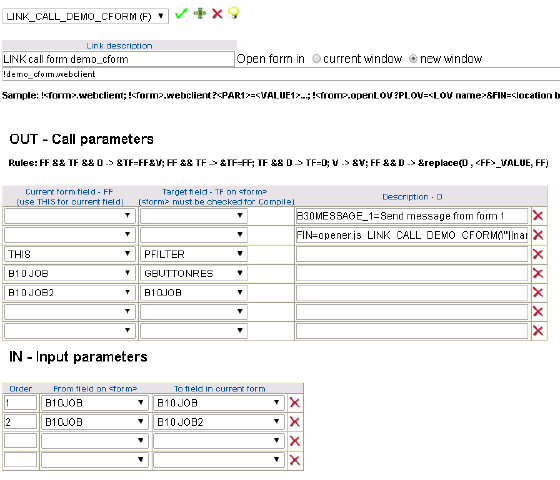 LINK_CALL_DEMO_CFORM (F)
Link description
LINK call form demo_cform
Open form in current window new window
!demo_cform.webclient
Sample: !<form>.webclient; !<form>.webclient?<PAR1>=<VALUE1>...; !<from>.openLOV?PLOV=<LOV name>&FIN=<location b
OUT - Call parameters
Rules: FF && TF && D -> &TF=FF&V; FF && TF -> &TF=FF; TF && D -> TF=D; V -> &V; FF && D -> &replace(D , <FF>_VALUE, FF)
Current form field - FF
(use THIS for current field)
Target field - TF on <form>
(<form> must be checked for Compile)
Description - D
B30MESSAGE_1=Send message from form 1
FIN=opener.js_LINK_CALL_DEMO_CFORM('"||nar
THIS PFILTER
B10JOB GBUTTONRES
B10JOB2 B10JOB
IN - Input parameters
Order From field on <form> To field in current form
1 B10JOB B10JOB
2 B10JOB B10JOB2